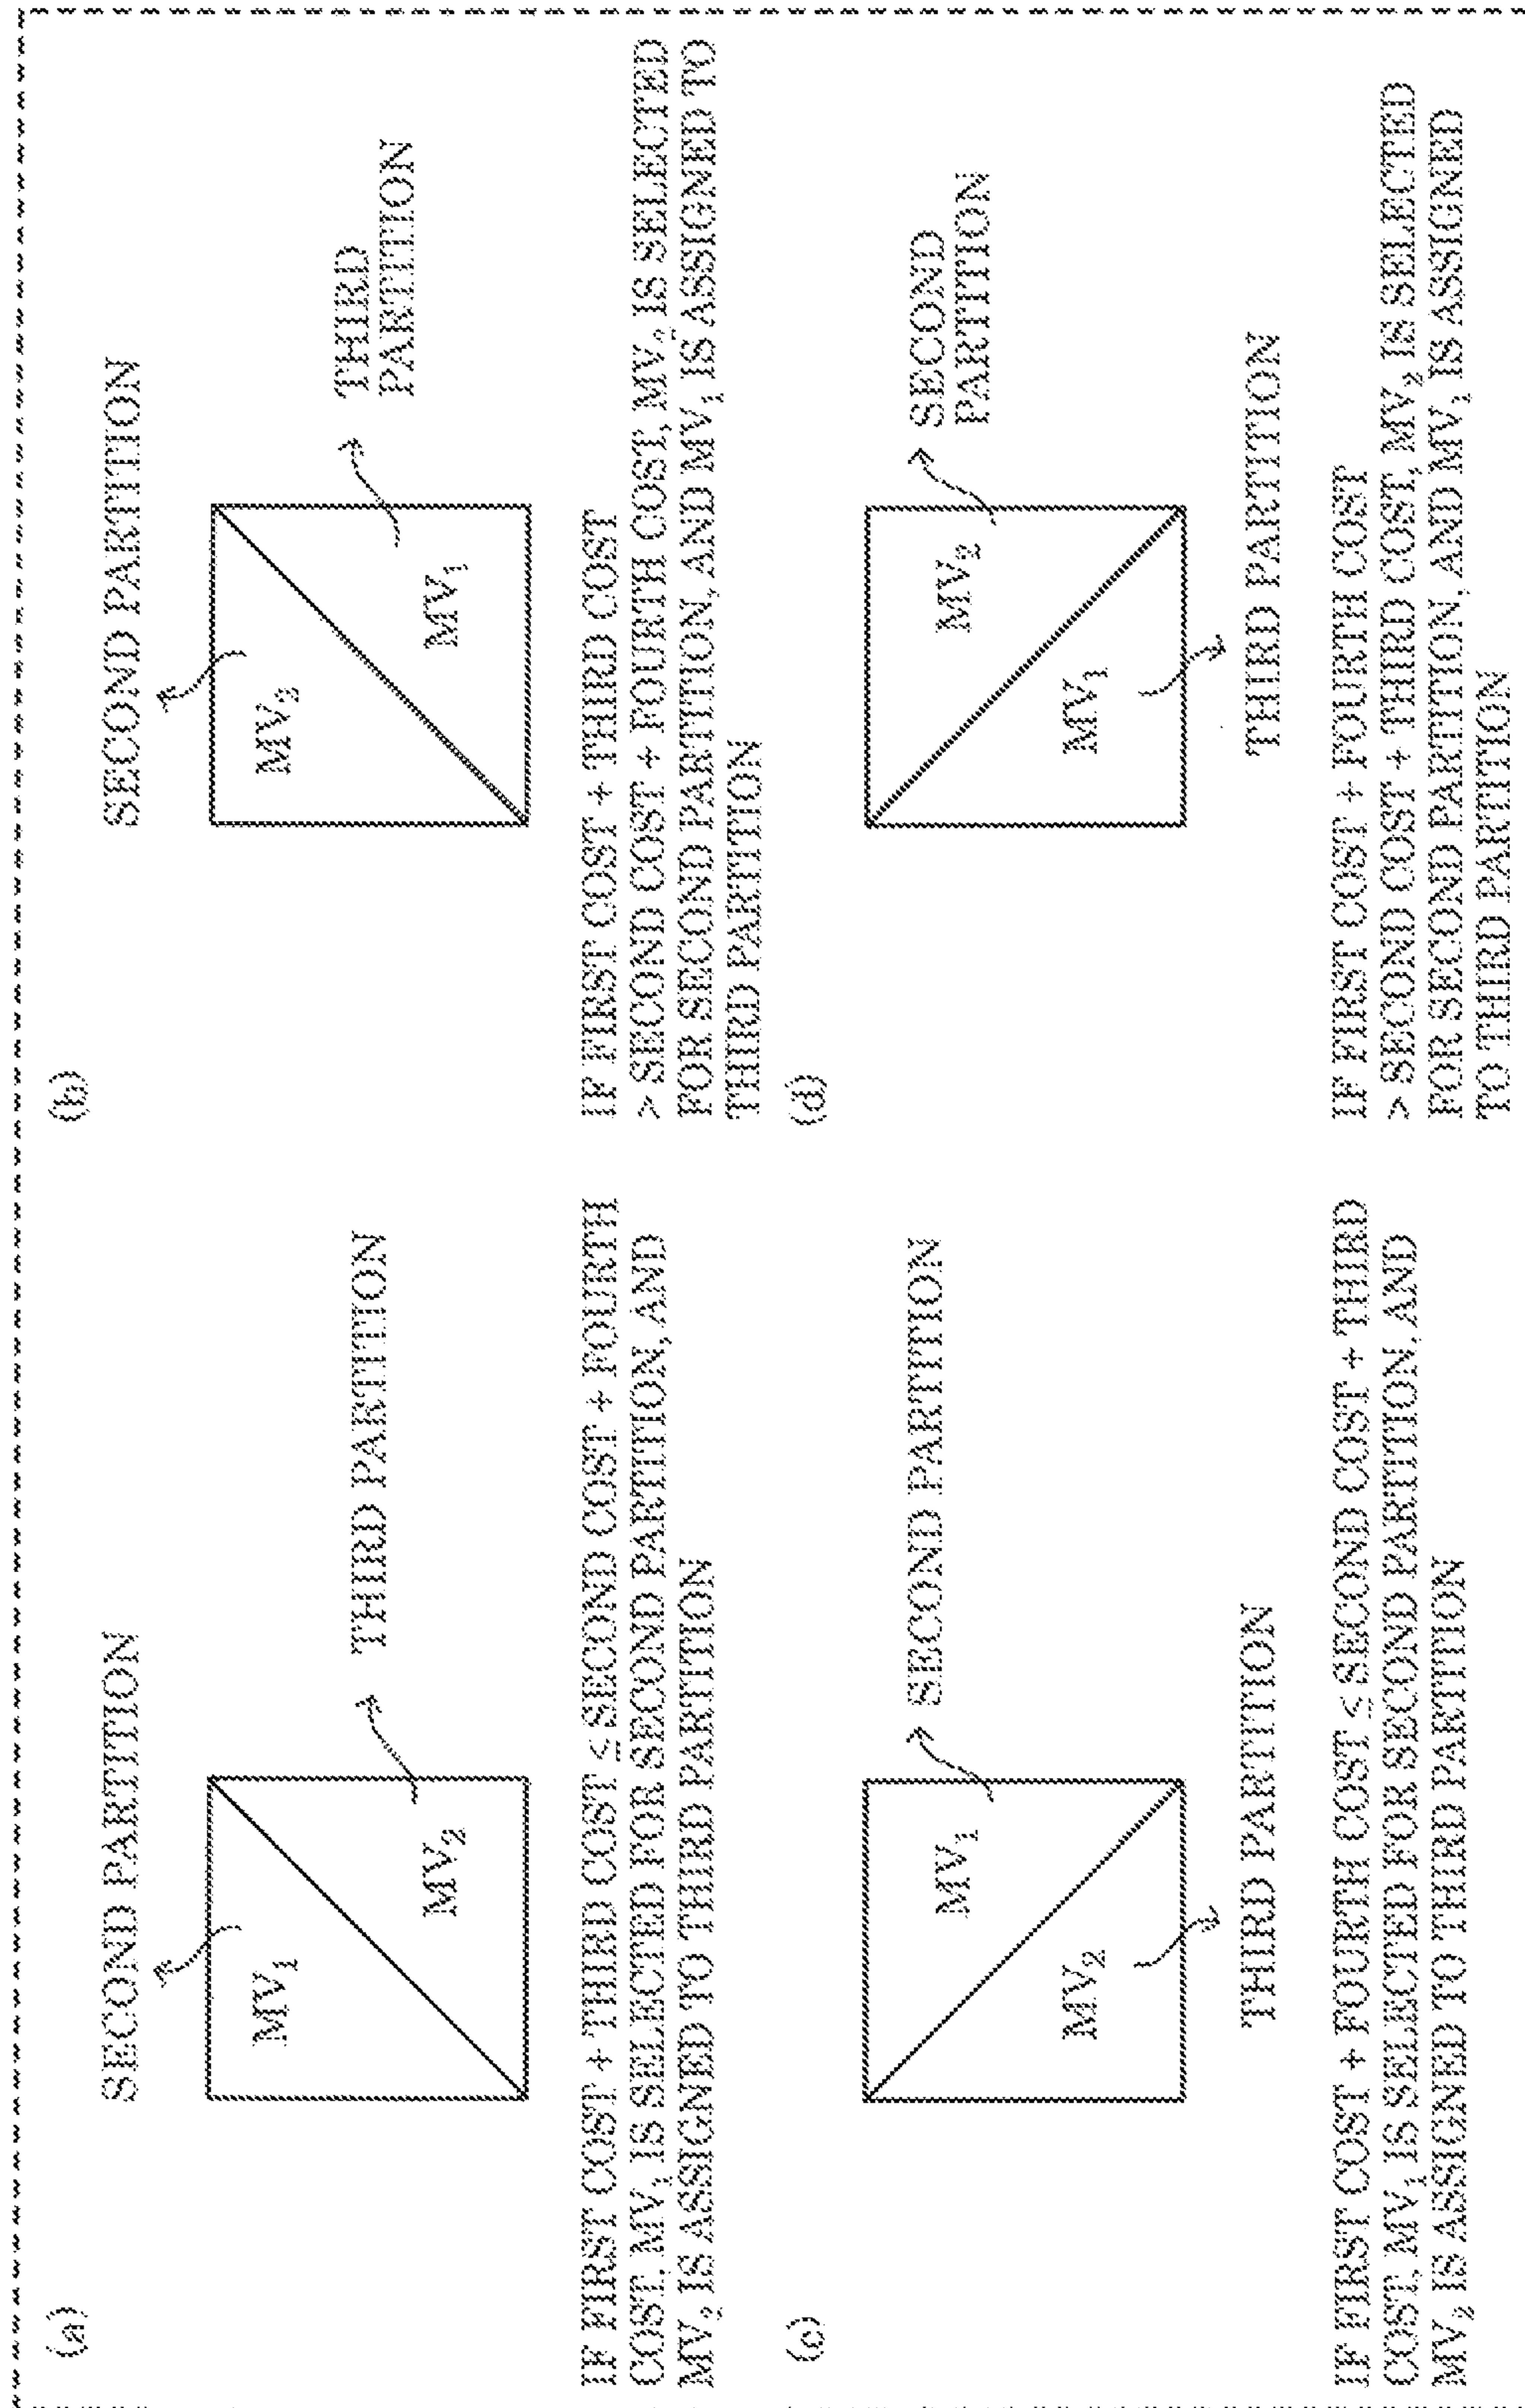 (a)
SECOND PARTITION
MV₁
MV₂
THIRD PARTITION
IF FIRST COST + THIRD COST ≤ SECOND COST + FOURTH
COST, MV₁ IS SELECTED FOR SECOND PARTITION, AND
MV₂ IS ASSIGNED TO THIRD PARTITION
(b)
SECOND PARTITION
MV₂
MV₁
THIRD
PARTITION
IF FIRST COST + THIRD COST
> SECOND COST + FOURTH COST, MV₂ IS SELECTED
FOR SECOND PARTITION, AND MV₁ IS ASSIGNED TO
THIRD PARTITION
(c)
MV₁
SECOND PARTITION
MV₂
THIRD PARTITION
IF FIRST COST + FOURTH COST ≤ SECOND COST + THIRD
COST, MV₁ IS SELECTED FOR SECOND PARTITION, AND
MV₂ IS ASSIGNED TO THIRD PARTITION
(d)
SECOND
PARTITION
MV₂
MV₁
THIRD PARTITION
IF FIRST COST + FOURTH COST
> SECOND COST + THIRD COST, MV₂ IS SELECTED
FOR SECOND PARTITION, AND MV₁ IS ASSIGNED
TO THIRD PARTITION